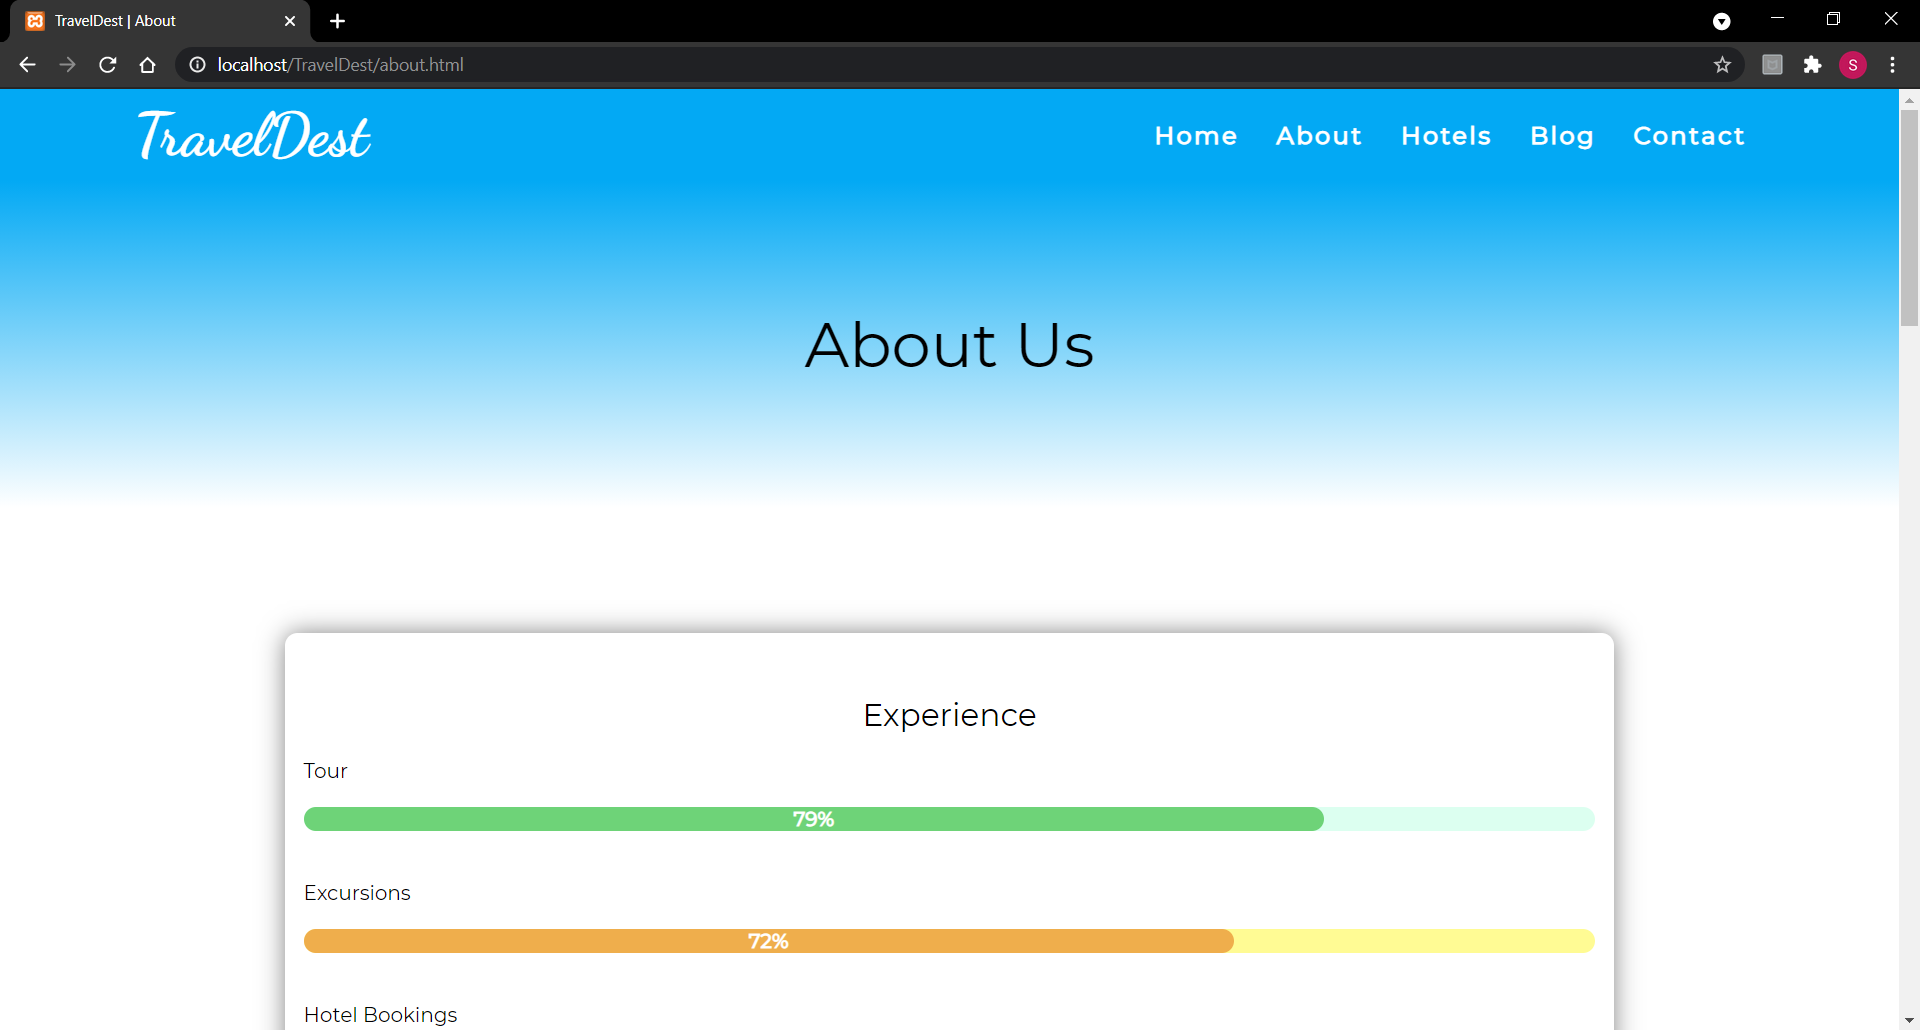 TravelDest | About
localhost/TravelDest/about.html
S
TravelDest
Home About Hotels Blog Contact
About Us
Experience
Tour
79%
Excursions
72%
Hotel Bookings